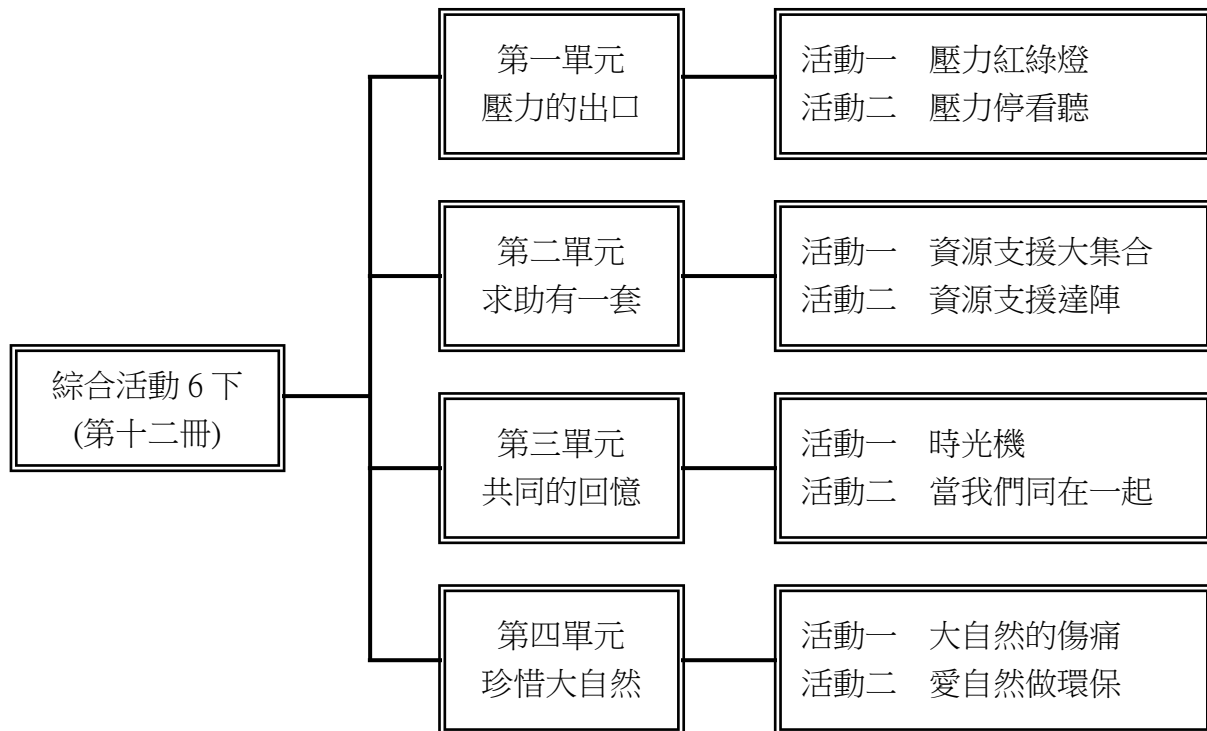 綜合活動 6 下
(第十二冊)
第一單元
壓力的出口
活動一　壓力紅綠燈
活動二　壓力停看聽
第二單元
求助有一套
活動一　資源支援大集合
活動二　資源支援達陣
第三單元
共同的回憶
活動一　時光機
活動二　當我們同在一起
第四單元
珍惜大自然
活動一　大自然的傷痛
活動二　愛自然做環保